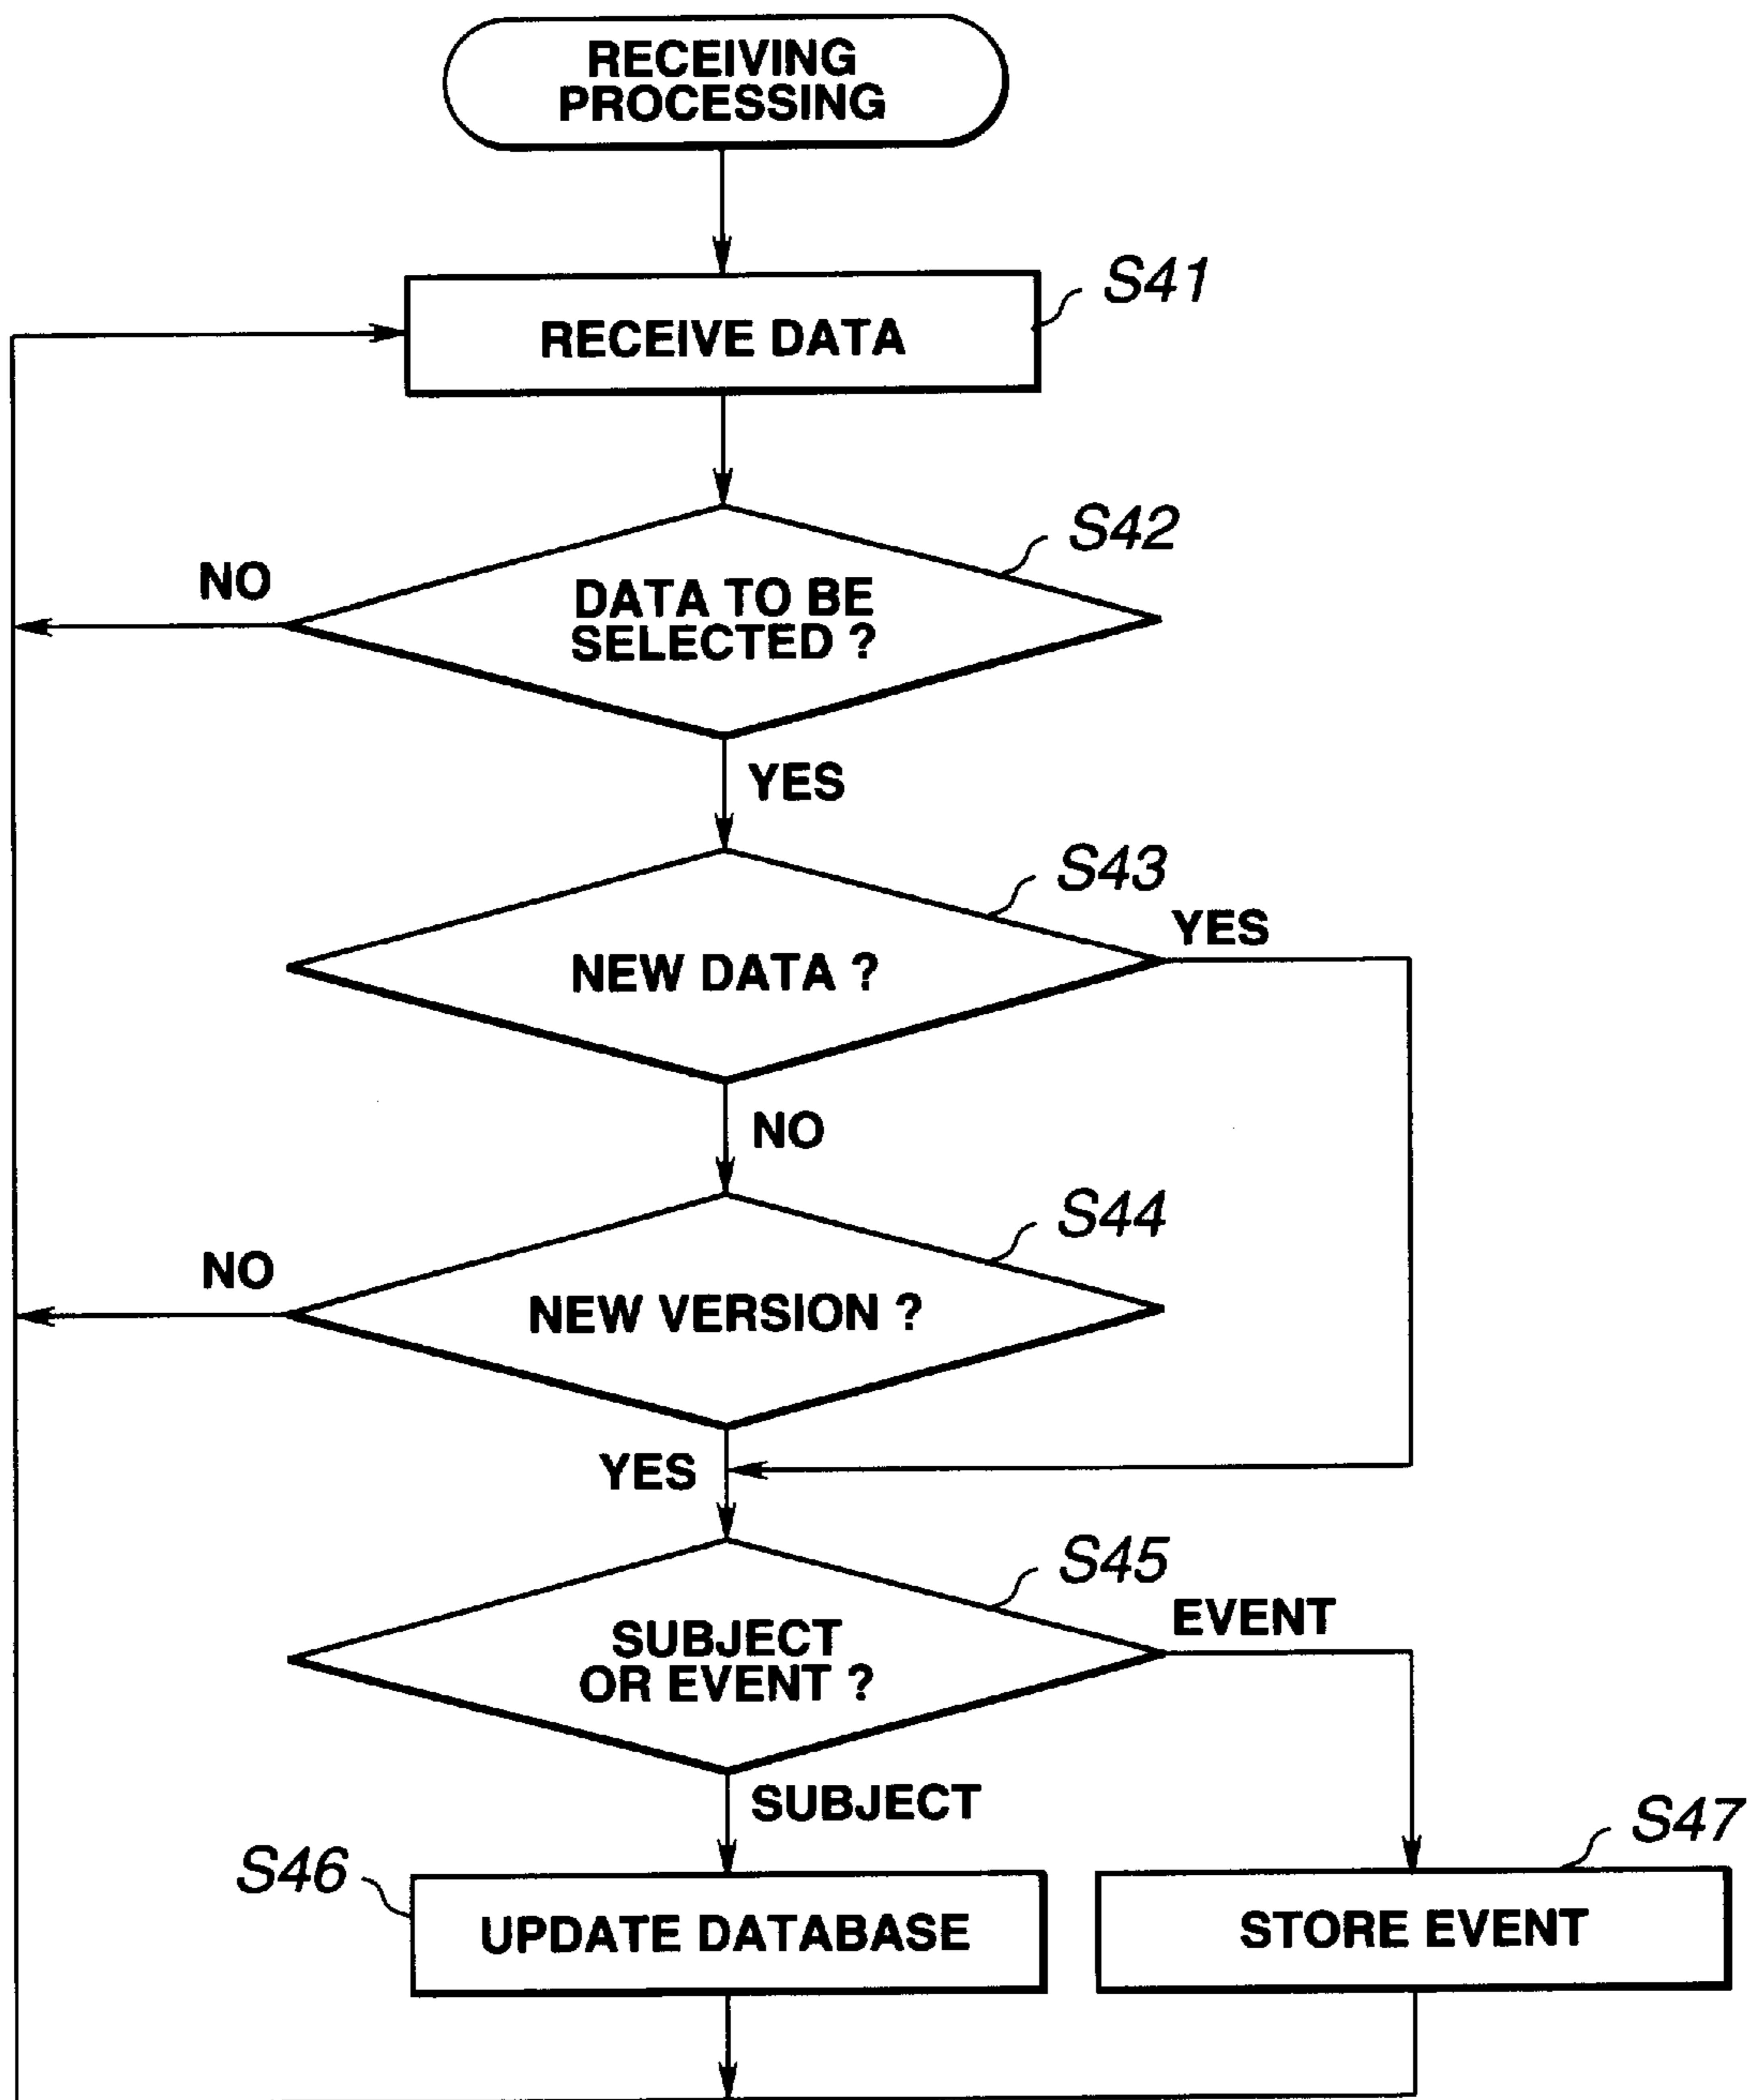 RECEIVING
PROCESSING
S41
RECEIVE DATA
S42
NO
DATA TO BE
SELECTED ?
YES
S43
YES
NEW DATA ?
NO
S44
NO
NEW VERSION ?
YES
S45
EVENT
SUBJECT
OR EVENT ?
SUBJECT
S46
S47
UPDATE DATABASE
STORE EVENT